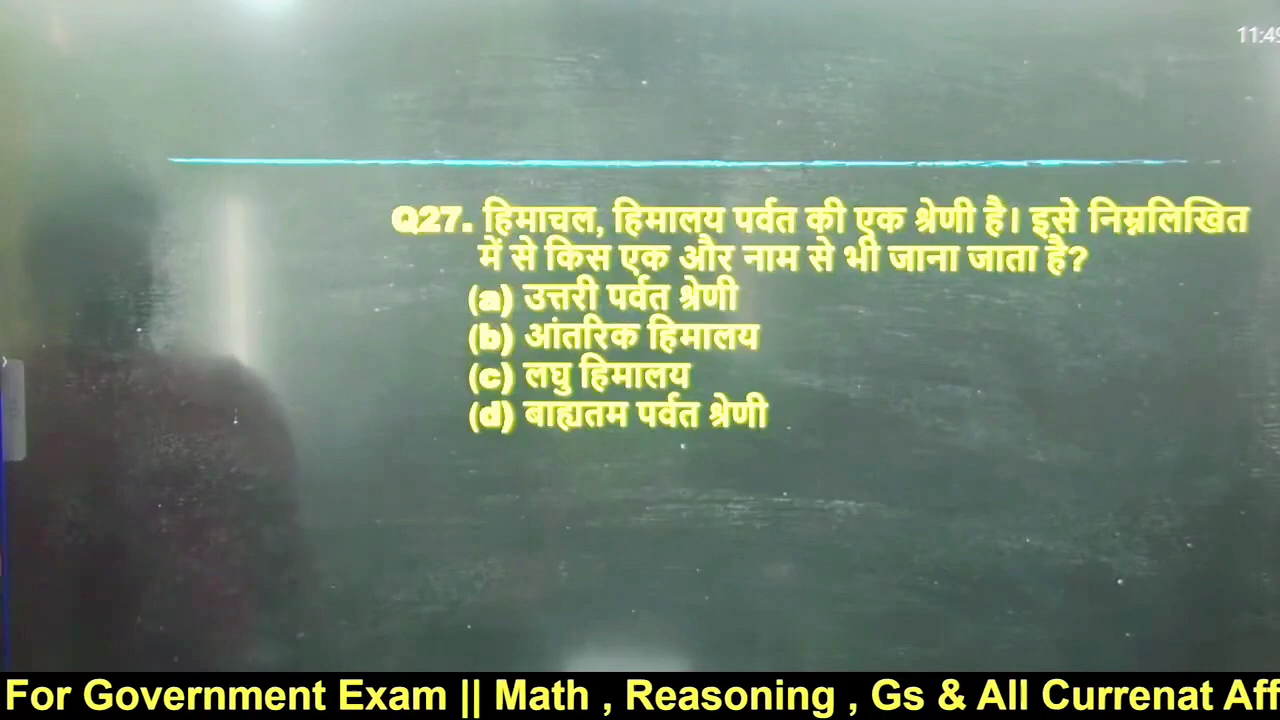 11:49
Q27. हिमाचल, हिमालय पर्वत की एक श्रेणी है। इसे निम्नलिखित
में से किस एक और नाम से भी जाना जाता है?
(a) उत्तरी पर्वत श्रेणी
(b) आंतरिक हिमालय
(c) लघु हिमालय
(d) बाह्यतम पर्वत श्रेणी
For Government Exam || Math , Reasoning , Gs & All Currenat Aff